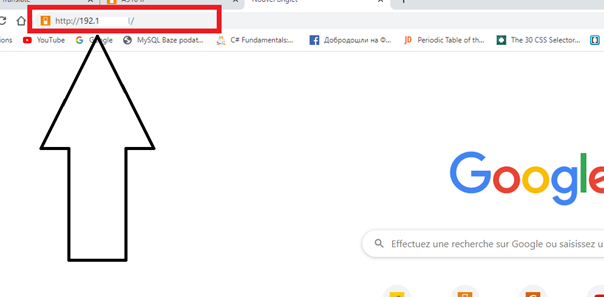 Nouvel onglet
http://192.1 /
YouTube Google MySQL Baze podat... C# Fundamentals:... Добродошли на Ф... JD Periodic Table of th... The 30 CSS Selector...
Google
Effectuez une recherche sur Google ou saisissez u